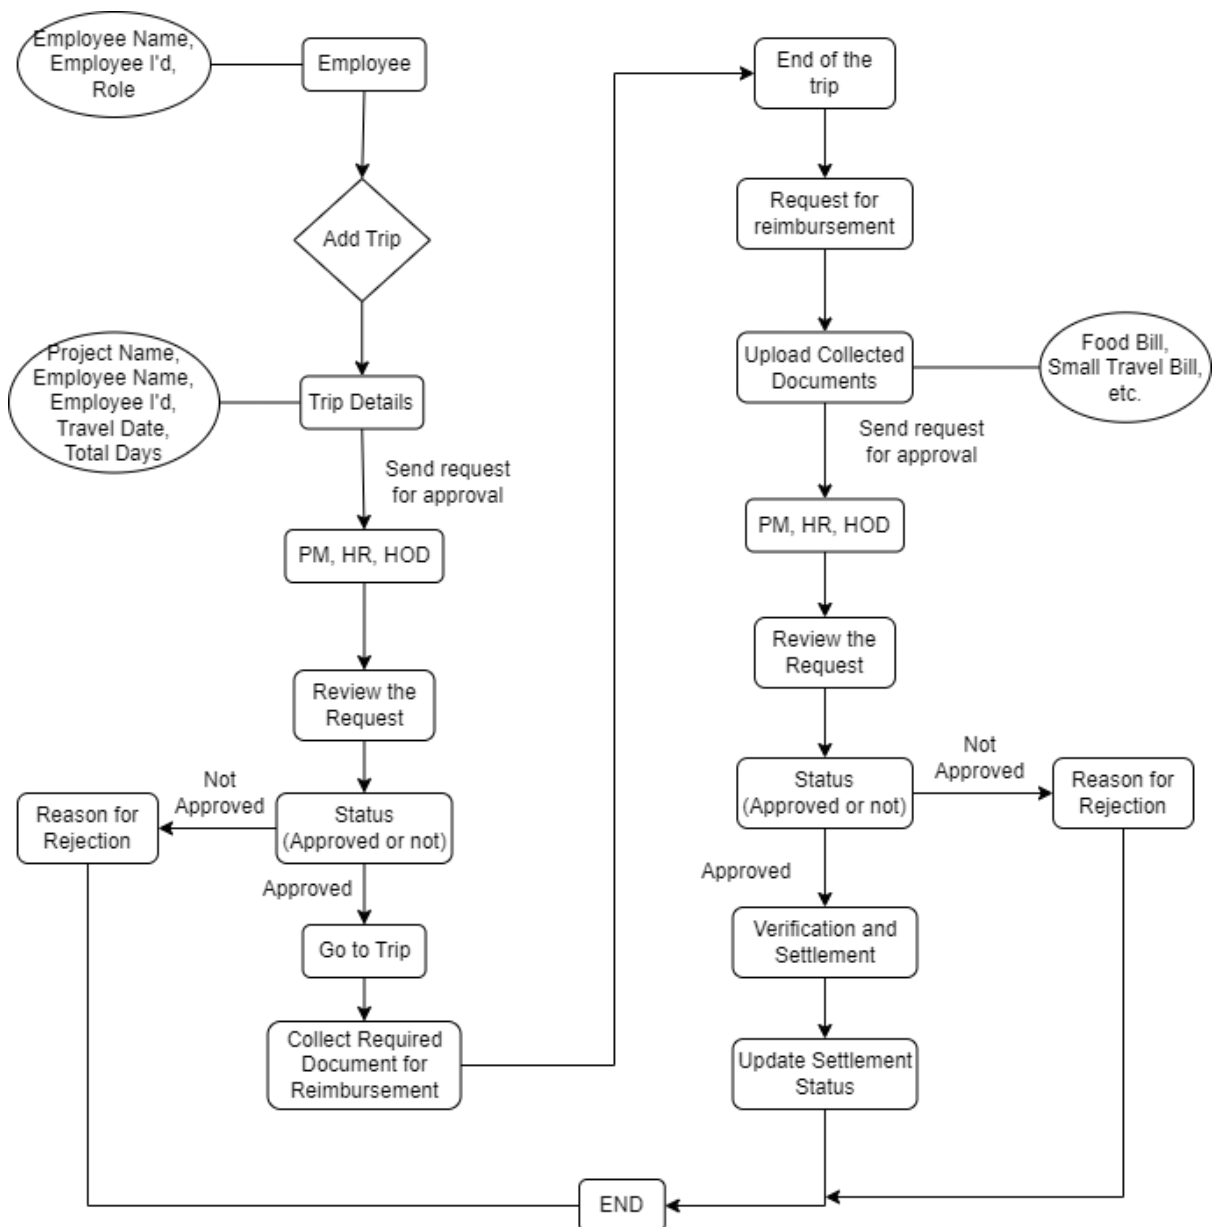 Employee Name,
Employee I'd,
Role
Employee
Add Trip
Project Name,
Employee Name,
Employee I'd,
Travel Date,
Total Days
Trip Details
Send request
for approval
PM, HR, HOD
Review the
Request
Not
Approved
Reason for
Rejection
Status
(Approved or not)
Approved
Go to Trip
Collect Required
Document for
Reimbursement
End of the
trip
Request for
reimbursement
Upload Collected
Documents
Food Bill,
Small Travel Bill,
etc.
Send request
for approval
PM, HR, HOD
Review the
Request
Status
(Approved or not)
Not
Approved
Reason for
Rejection
Approved
Verification and
Settlement
Update Settlement
Status
END